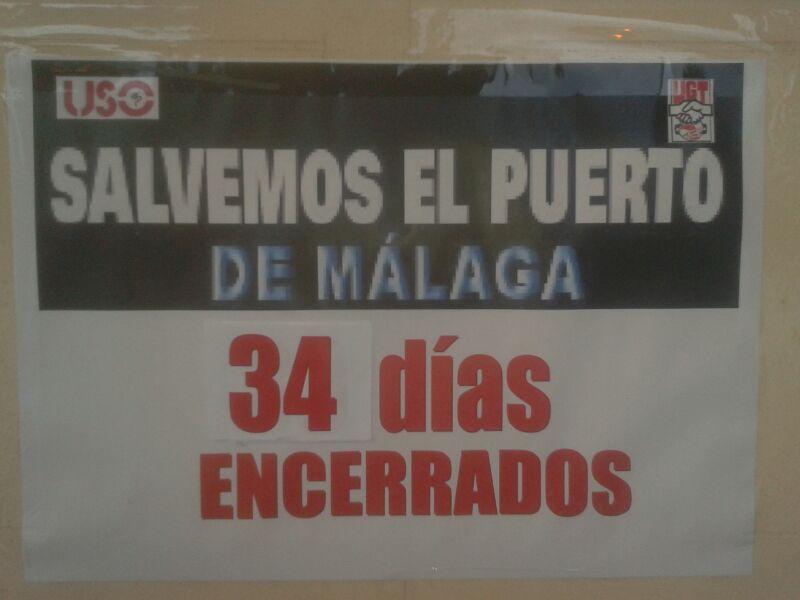 USO
UGT
SALVEMOS EL PUERTO
DE MÁLAGA
34 días
ENCERRADOS